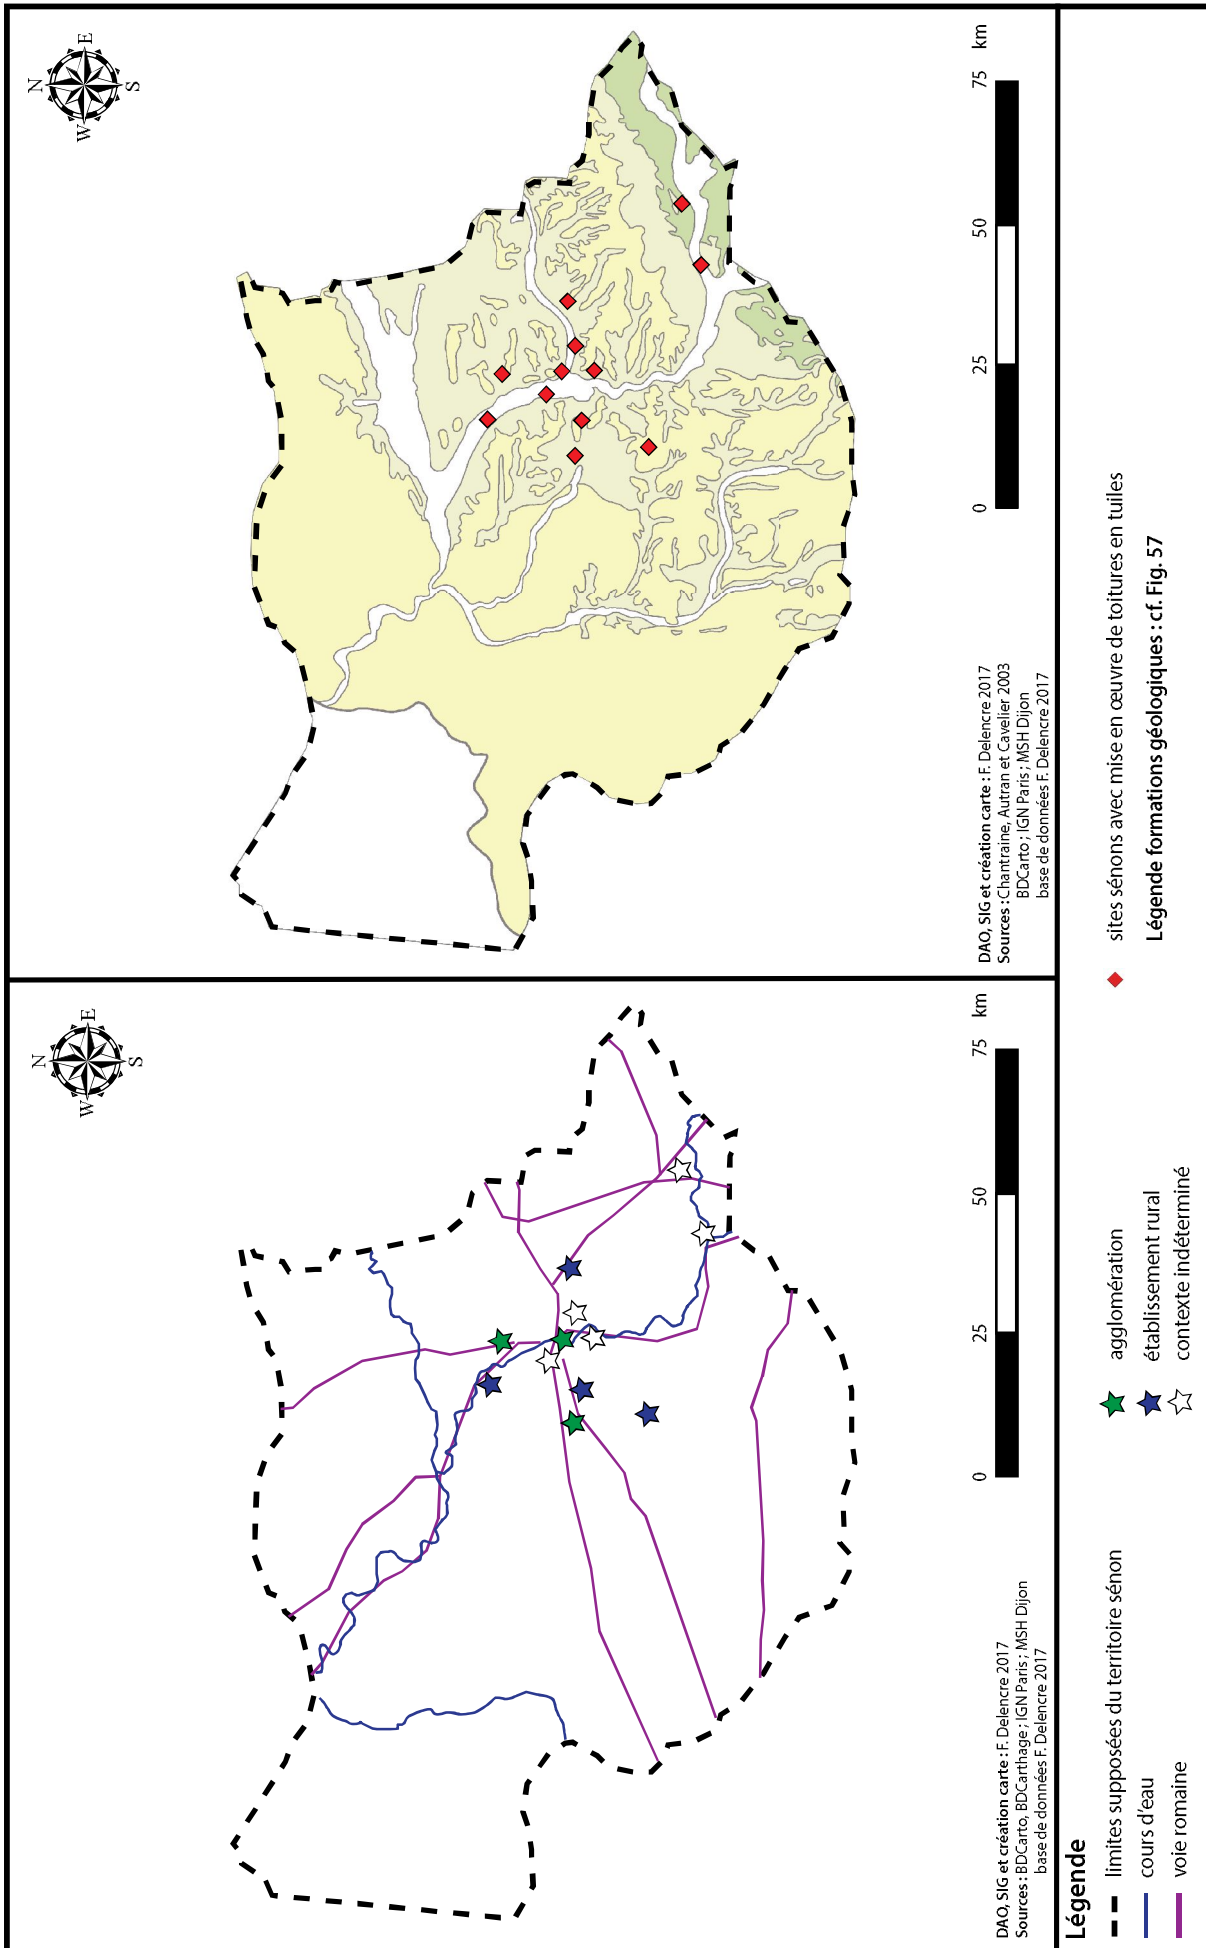 N
E
S
W
0
25
50
75
km
DAO, SIG et création carte : F. Delencre 2017
Sources : BDCarto, BDCarthage ; IGN Paris ; MSH Dijon
base de données F. Delencre 2017
N
E
S
W
0
25
50
75
km
DAO, SIG et création carte : F. Delencre 2017
Sources : Chantraine, Autran et Cavelier 2003
BDCarto ; IGN Paris ; MSH Dijon
base de données F. Delencre 2017
Légende
limites supposées du territoire sénon
cours d'eau
voie romaine
agglomération
établissement rural
contexte indéterminé
sites sénons avec mise en œuvre de toitures en tuiles
Légende formations géologiques : cf. Fig. 57